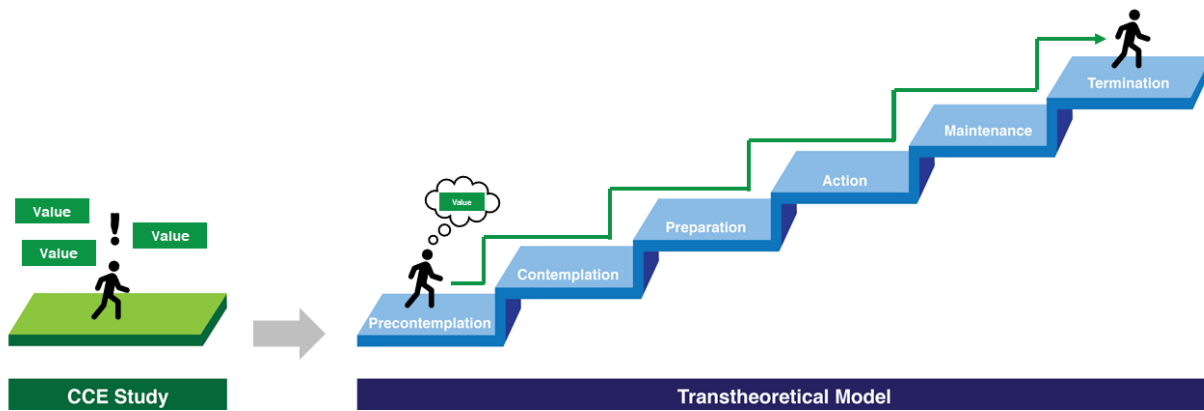 Value
Value
Value
!
CCE Study
Value
Precontemplation
Contemplation
Preparation
Action
Maintenance
Termination
Transtheoretical Model